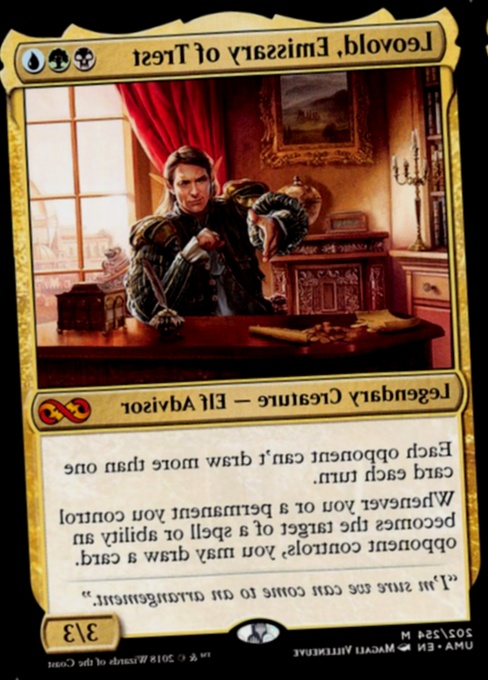 Leovold, Emissary of Trest
Legendary Creature — Elf Advisor
Each opponent can't draw more than one
card each turn.
Whenever you or a permanent you control
becomes the target of a spell or ability an
opponent controls, you may draw a card.
"I'm sure we can come to an arrangement."
3/3
202/254 M
UMA • EN MAGALI VILLENEUVE
™ & © 2018 Wizards of the Coast